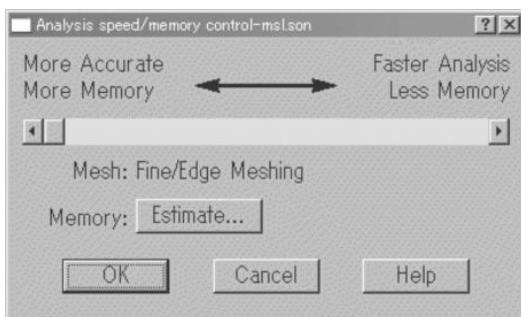 Analysis speed/memory control-msl.son
More Accurate
More Memory
Faster Analysis
Less Memory
Mesh: Fine/Edge Meshing
Memory: Estimate...
OK Cancel Help